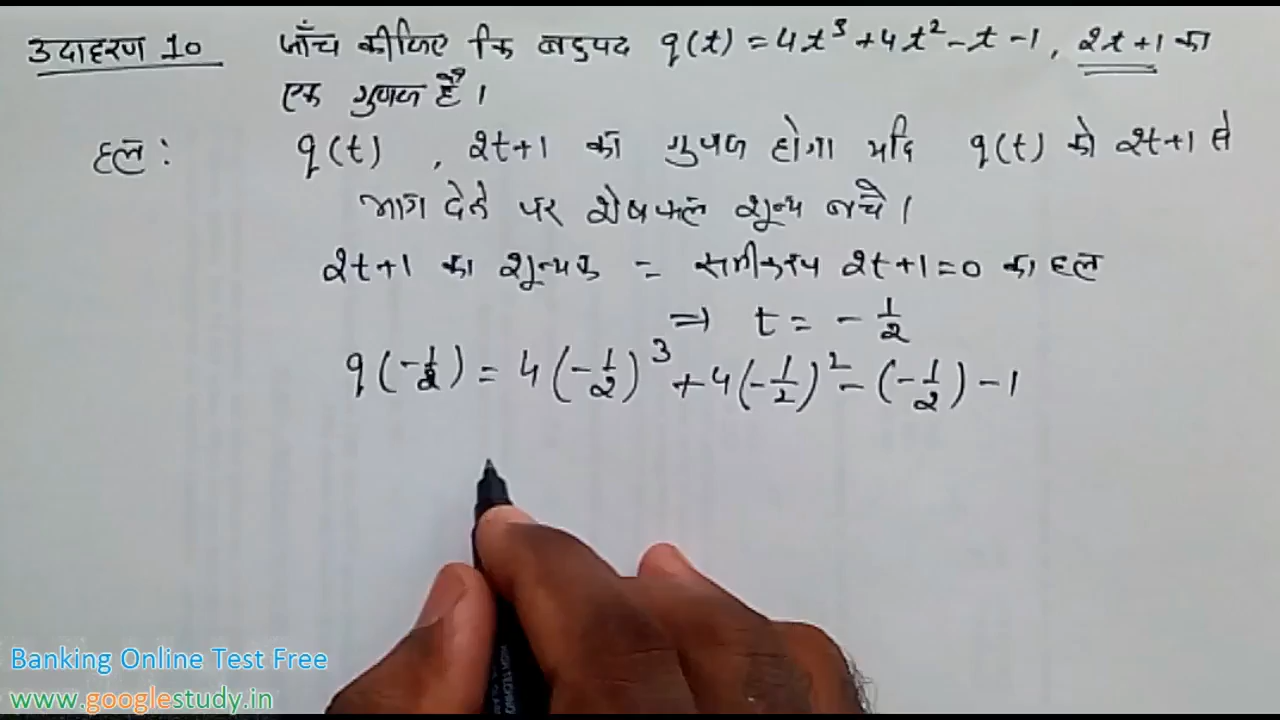 उदाहरण 10 जाँच कीजिए कि बहुपद q(t) = 4t³ + 4t² - t - 1, 2t+1 का
एक गुणज है।
हल: q(t), 2t+1 का गुणज होगा यदि q(t) को 2t+1 से
भाग देने पर शेषफल शून्य बचे।
2t+1 का शून्यक = समीकरण 2t+1=0 का हल
⇒ t = -1/2
q(-1/2) = 4(-1/2)³ + 4(-1/2)² - (-1/2) - 1
Banking Online Test Free
www.googlestudy.in